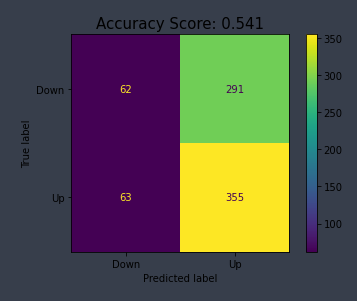 Accuracy Score: 0.541
True label
Down
Up
62
291
63
355
Down
Up
Predicted label
350
300
250
200
150
100